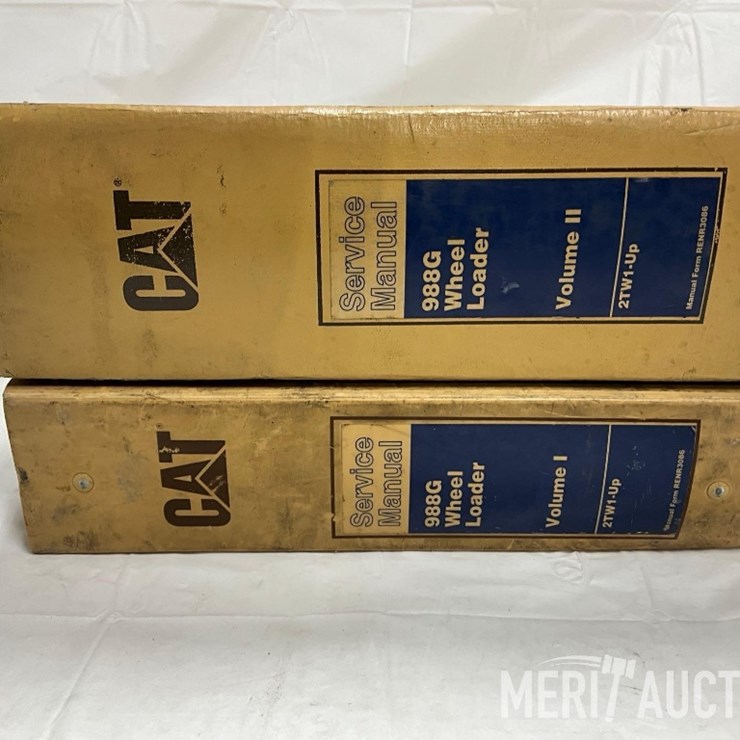 CAT®
Service
Manual
988G
Wheel
Loader
Volume II
2TW1-Up
Manual Form RENR3086
CAT
Service
Manual
988G
Wheel
Loader
Volume I
2TW1-Up
Manual Form RENR3086
MERIT AUCT